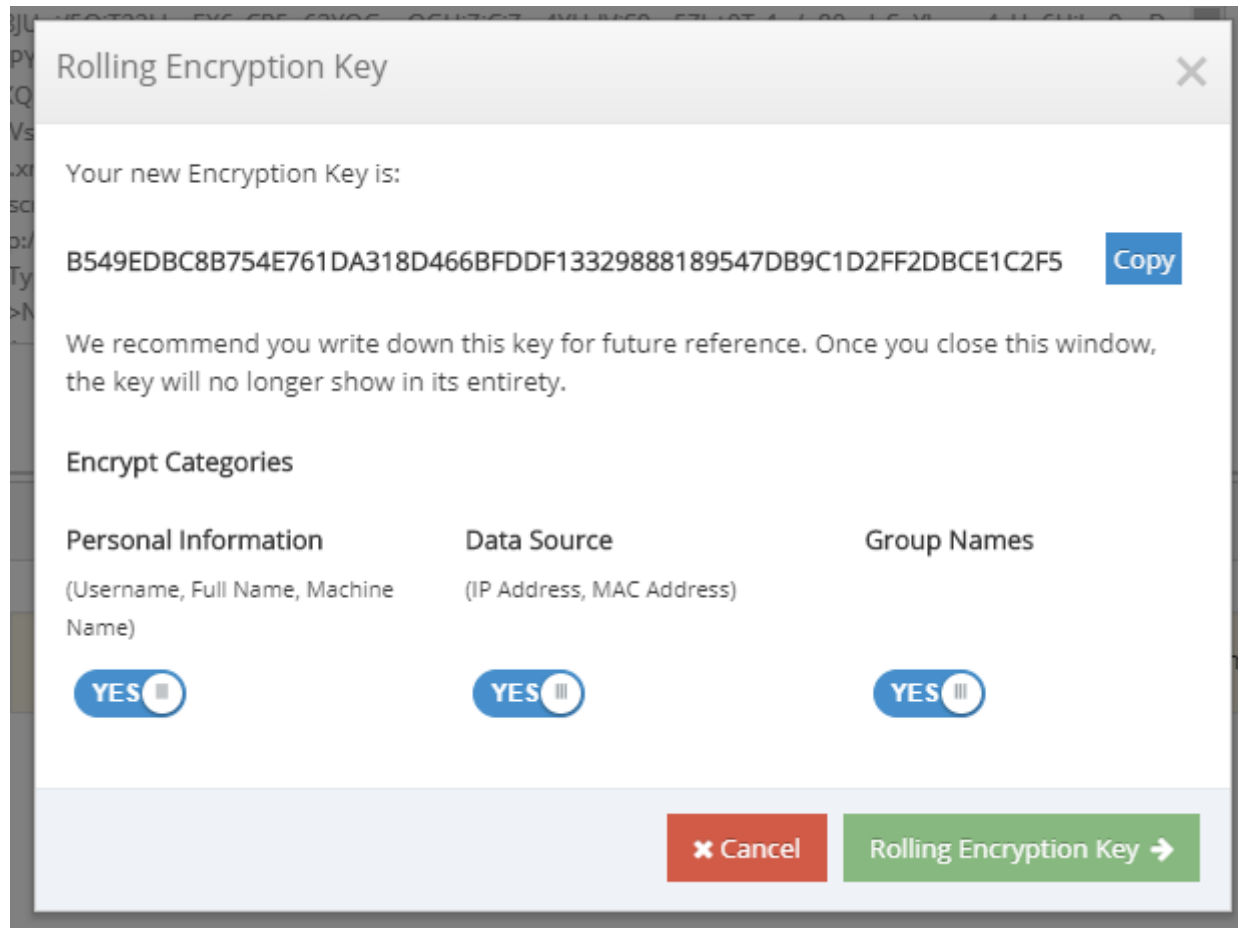 Rolling Encryption Key
Your new Encryption Key is:
B549EDBC8B754E761DA318D466BFDDF13329888189547DB9C1D2FF2DBCE1C2F5 Copy
We recommend you write down this key for future reference. Once you close this window,
the key will no longer show in its entirety.
Encrypt Categories
Personal Information
(Username, Full Name, Machine
Name)
YES
Data Source
(IP Address, MAC Address)
YES
Group Names
YES
Cancel
Rolling Encryption Key